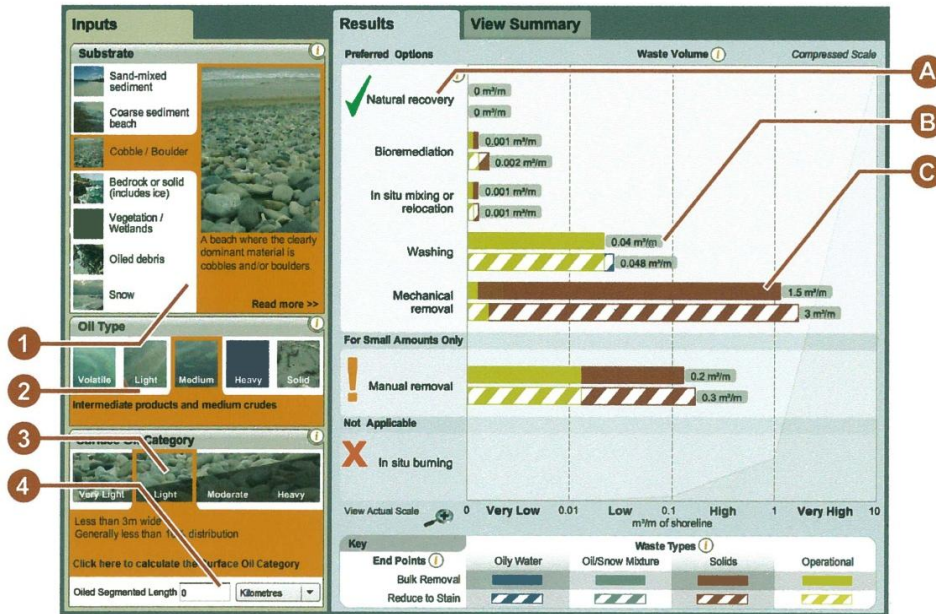 Inputs
Substrate
Sand-mixed
sediment
Coarse sediment
beach
Cobble / Boulder
Bedrock or solid
(includes ice)
Vegetation /
Wetlands
Oiled debris
Snow
A beach where the clearly
dominant material is
cobbles and/or boulders.
Read more >>
Oil Type
Volatile
Light
Medium
Heavy
Solid
Intermediate products and medium crudes
Surface Oil Category
Very Light
Light
Moderate
Heavy
Less than 3m wide
Generally less than distribution
Click here to calculate the Surface Oil Category
Oiled Segmented Length 0 Kilometres
1
2
3
4
Results
View Summary
Preferred Options
Waste Volume
Compressed Scale
Natural recovery
0 m³/m
0 m³/m
Bioremediation
0.001 m³/m
0.002 m³/m
In situ mixing or
relocation
0.001 m³/m
0.001 m³/m
Washing
0.04 m³/m
0.048 m³/m
Mechanical
removal
1.5 m³/m
3 m³/m
For Small Amounts Only
Manual removal
0.2 m³/m
0.3 m³/m
Not Applicable
X In situ burning
View Actual Scale
0 Very Low 0.01 Low 0.1 High 1 Very High 10
m³/m of shoreline
Key
Waste Types
End Points
Oily Water
Oil/Snow Mixture
Solids
Operational
Bulk Removal
Reduce to Stain
A
B
C